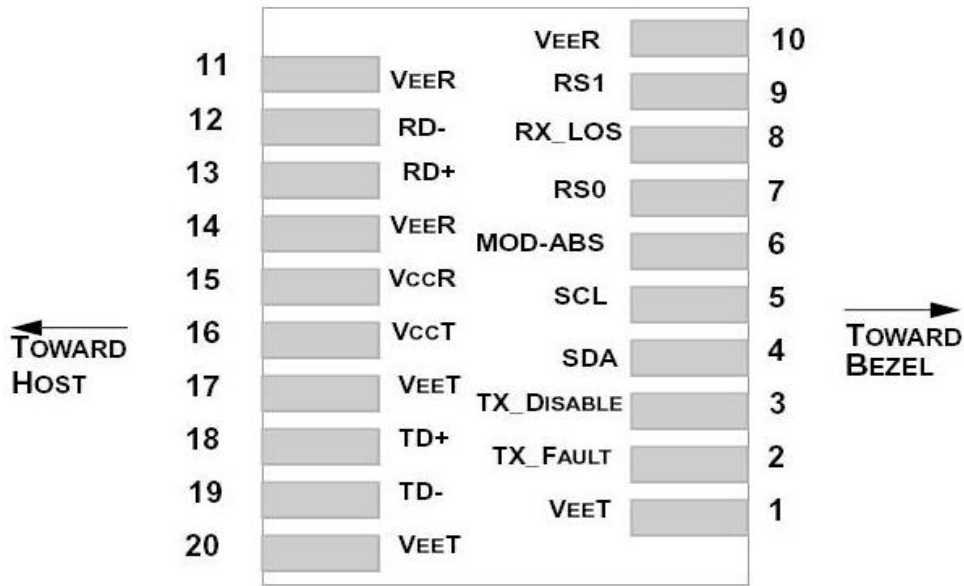 VEER 10
11 VEER
RS1 9
12 RD-
RX_LOS 8
13 RD+
RS0 7
14 VEER
MOD-ABS 6
15 VCCR
SCL 5
16 VCCT
TOWARD HOST
TOWARD BEZEL
SDA 4
17 VEET
TX_DISABLE 3
18 TD+
TX_FAULT 2
19 TD-
VEET 1
20 VEET